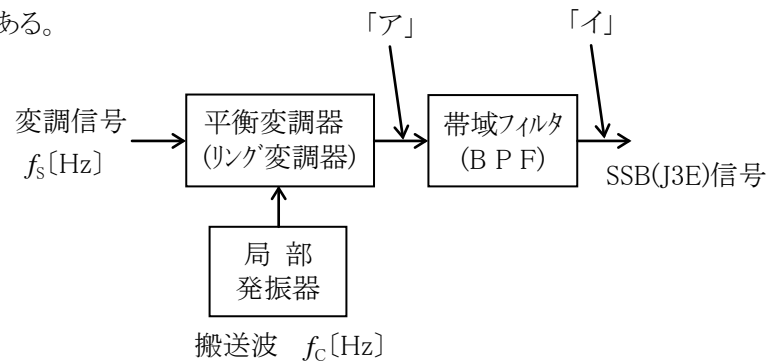 ある。
「ア」
「イ」
変調信号
fS〔Hz〕
平衡変調器
(リング変調器)
帯域フィルタ
(B P F)
SSB(J3E)信号
局 部
発振器
搬送波 fC〔Hz〕